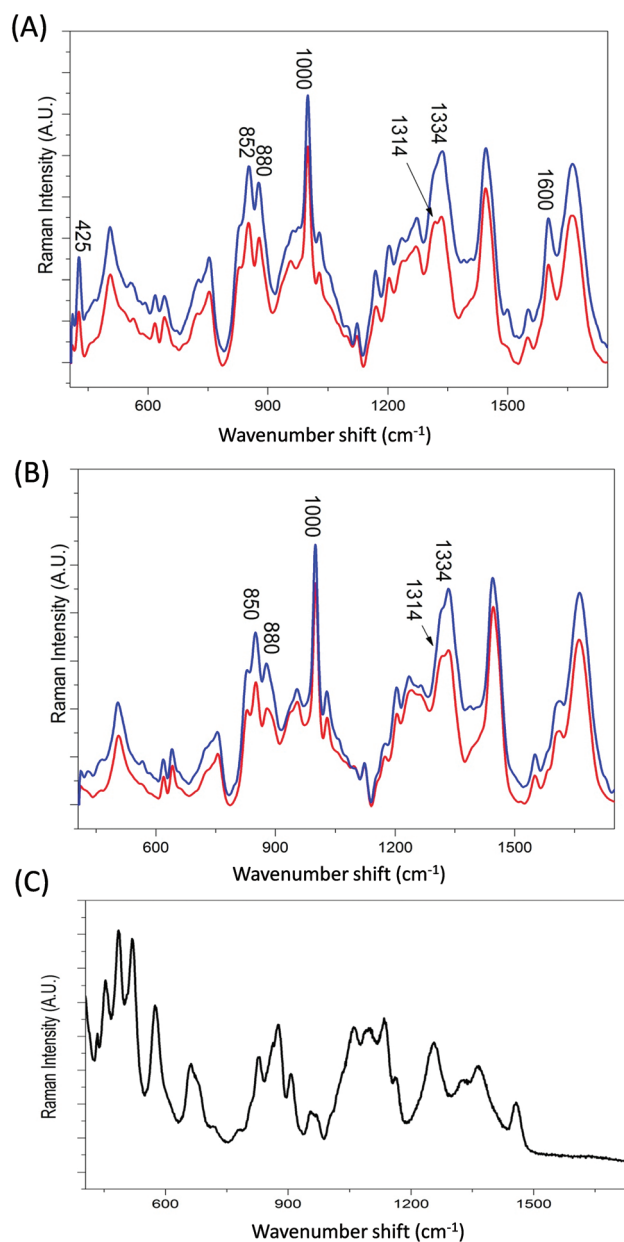 (A)
1000
1334
1314
852
880
1600
425
Raman Intensity (A.U.)
600
900
1200
1500
Wavenumber shift (cm⁻¹)
(B)
1000
1334
1314
850
880
Raman Intensity (A.U.)
600
900
1200
1500
Wavenumber shift (cm⁻¹)
(C)
Raman Intensity (A.U.)
600
900
1200
1500
Wavenumber shift (cm⁻¹)